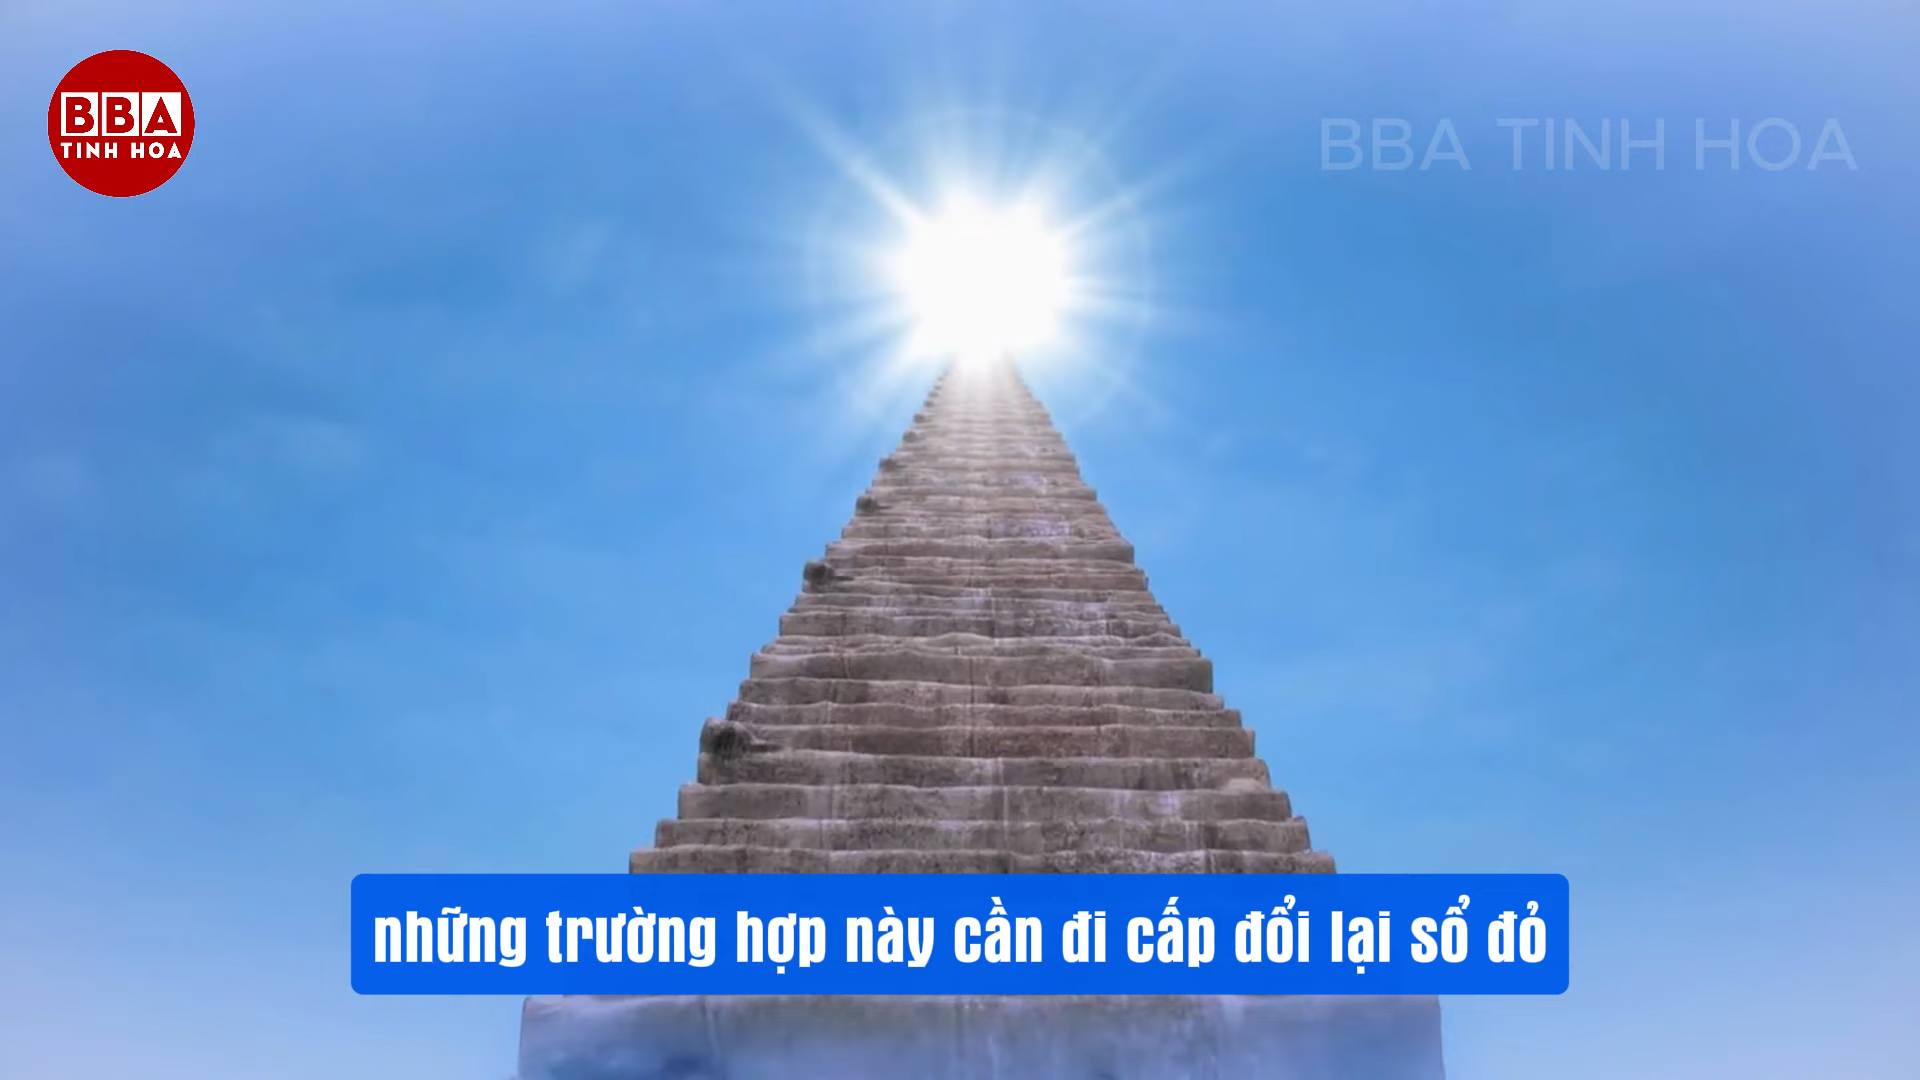 BBA
TINH HOA
BBA TINH HOA
những trường hợp này cần đi cấp đổi lại sổ đỏ